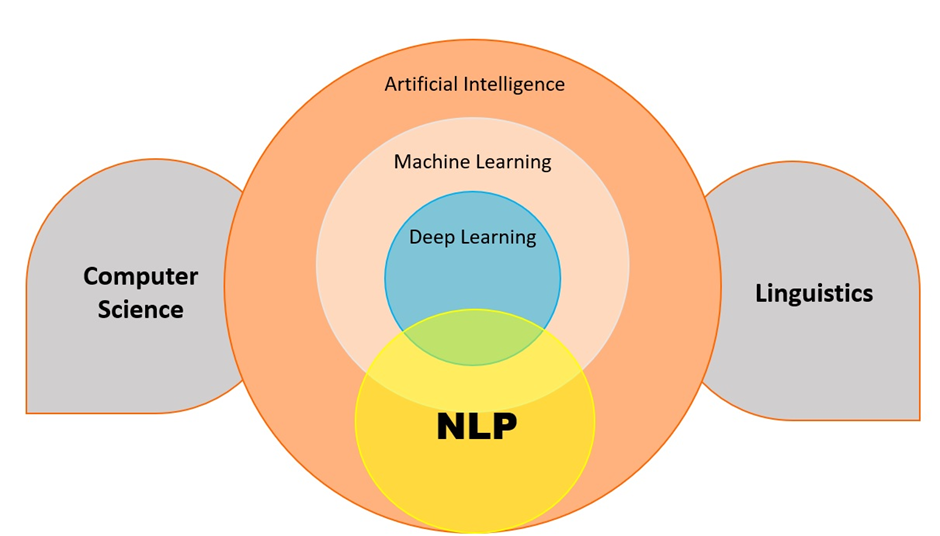 Artificial Intelligence
Machine Learning
Deep Learning
Computer
Science
Linguistics
NLP